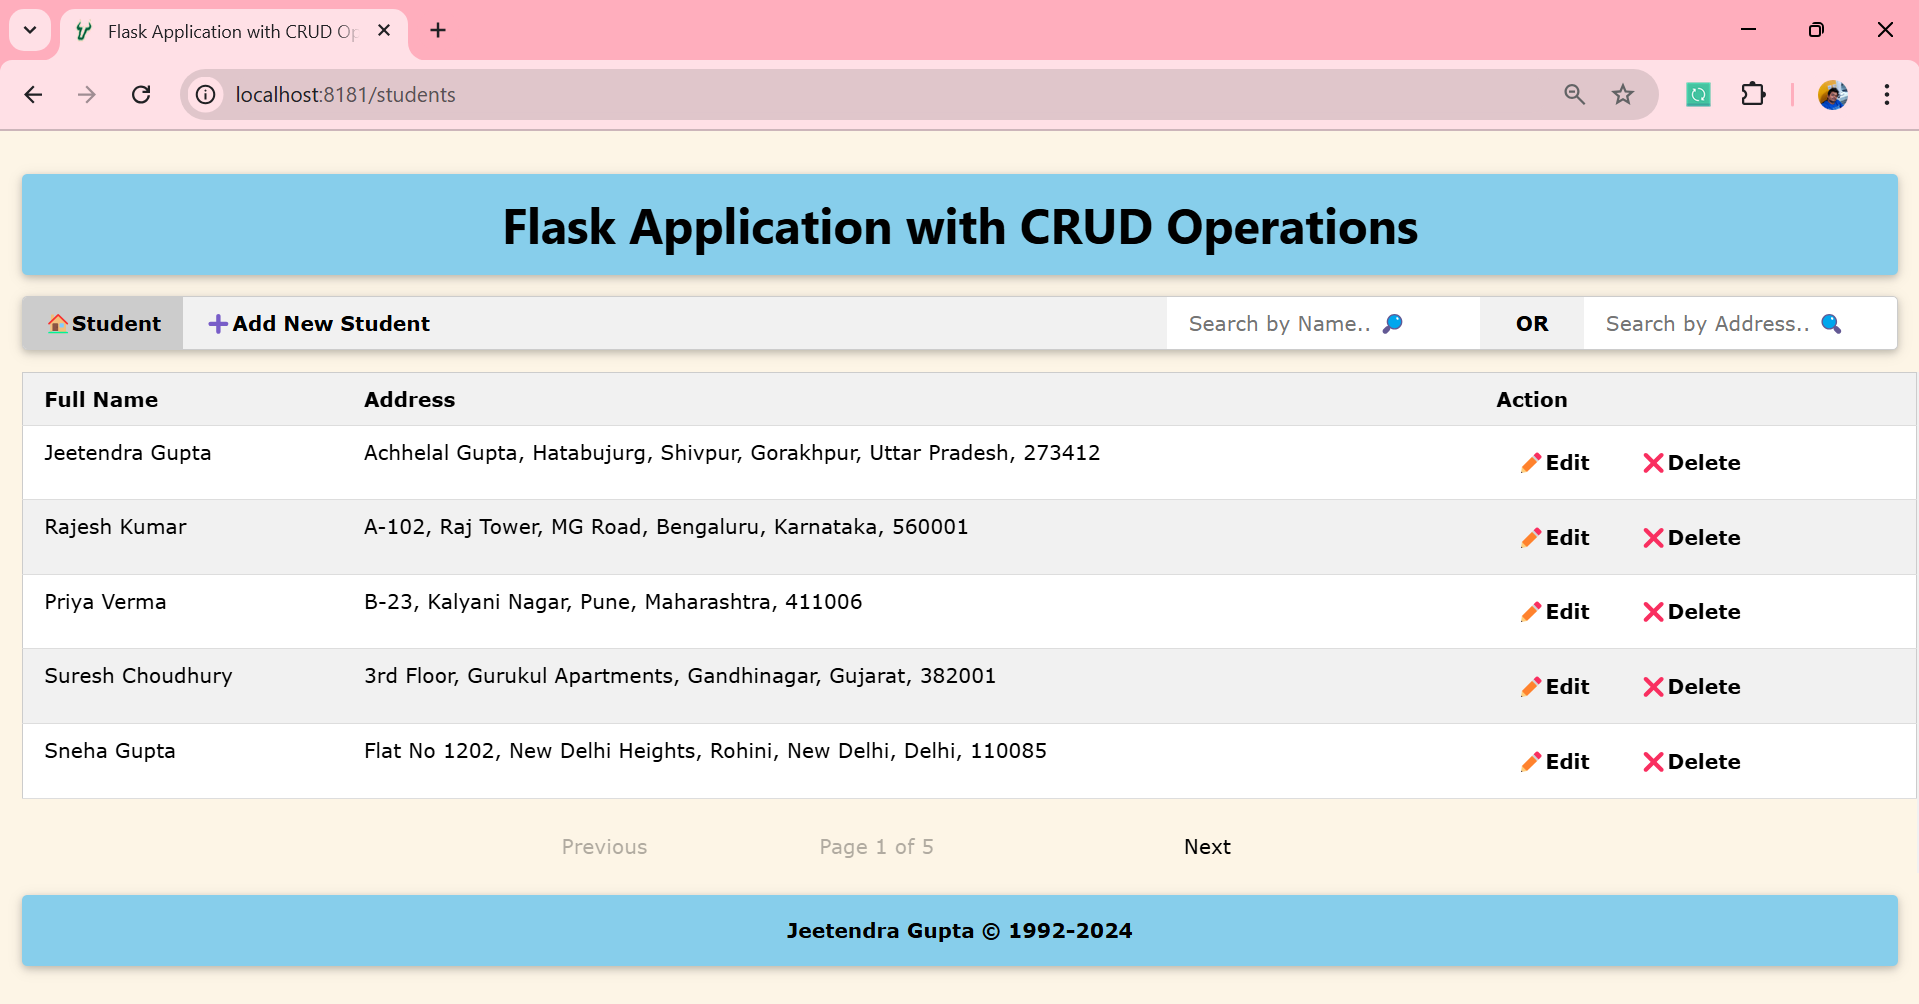 Flask Application with CRUD Op
localhost:8181/students
Flask Application with CRUD Operations
Student Add New Student Search by Name.. OR Search by Address..
Full Name Address Action
Jeetendra Gupta Achhelal Gupta, Hatabujurg, Shivpur, Gorakhpur, Uttar Pradesh, 273412 Edit Delete
Rajesh Kumar A-102, Raj Tower, MG Road, Bengaluru, Karnataka, 560001 Edit Delete
Priya Verma B-23, Kalyani Nagar, Pune, Maharashtra, 411006 Edit Delete
Suresh Choudhury 3rd Floor, Gurukul Apartments, Gandhinagar, Gujarat, 382001 Edit Delete
Sneha Gupta Flat No 1202, New Delhi Heights, Rohini, New Delhi, Delhi, 110085 Edit Delete
Previous Page 1 of 5 Next
Jeetendra Gupta © 1992-2024